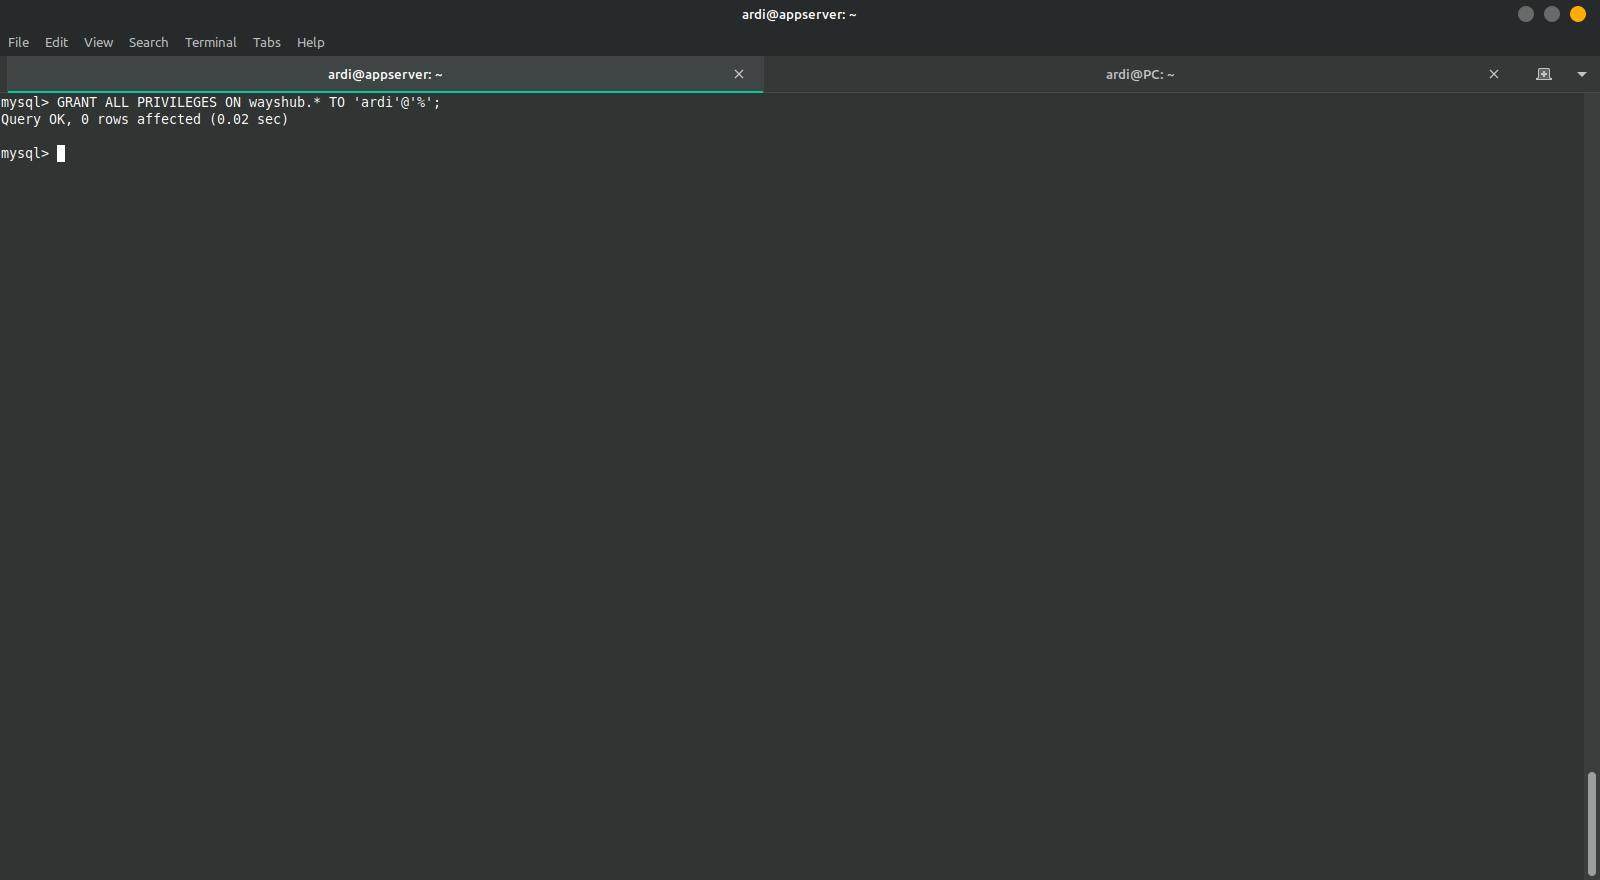 ardi@appserver: ~
File Edit View Search Terminal Tabs Help
ardi@appserver: ~ ardi@PC: ~
mysql> GRANT ALL PRIVILEGES ON wayshub.* TO 'ardi'@'%';
Query OK, 0 rows affected (0.02 sec)
mysql>